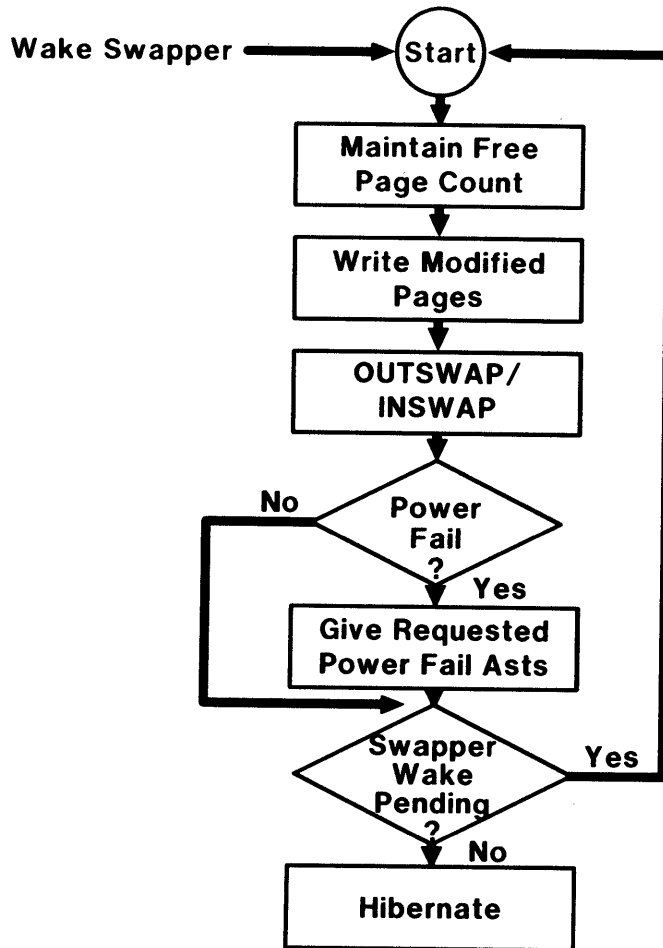 Wake Swapper
Start
Maintain Free
Page Count
Write Modified
Pages
OUTSWAP/
INSWAP
No
Power
Fail
?
Yes
Give Requested
Power Fail Asts
Swapper
Wake
Pending
?
Yes
No
Hibernate